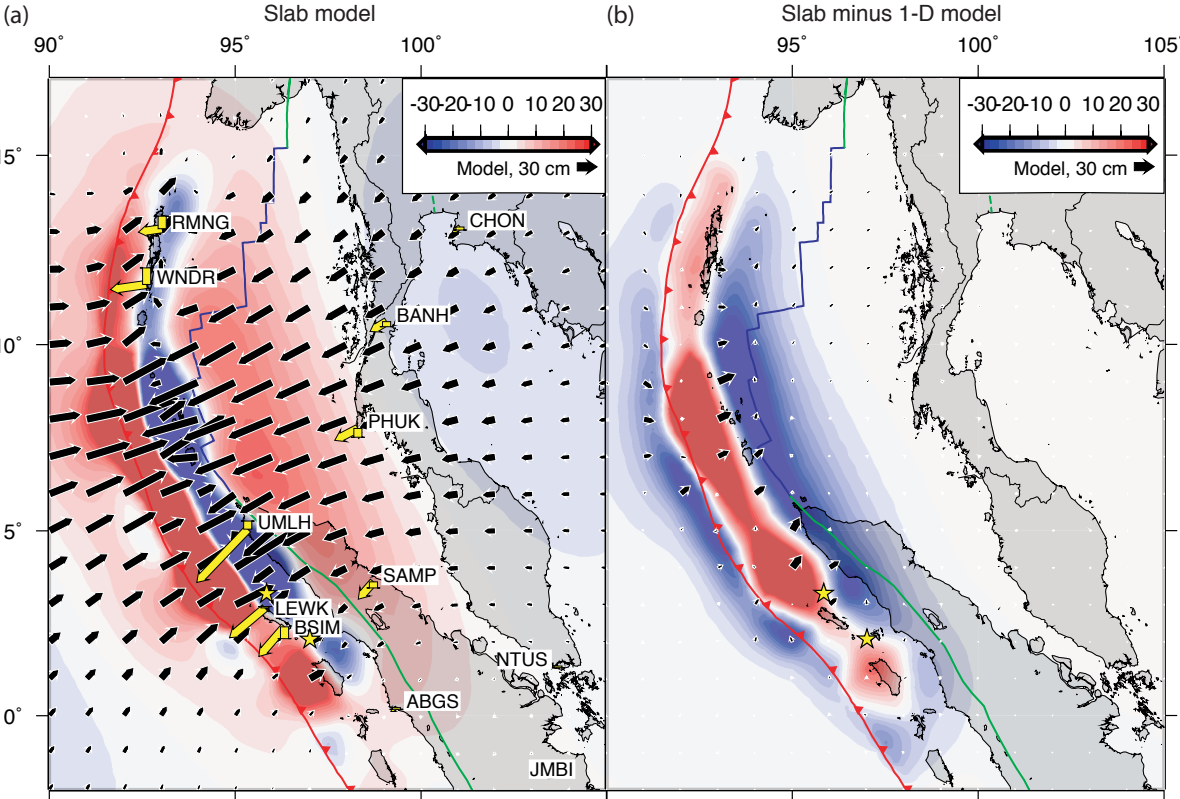 (a) Slab model
(b) Slab minus 1-D model
90˚ 95˚ 100˚ 95˚ 100˚ 105˚
-30 -20 -10 0 10 20 30
Model, 30 cm
-30 -20 -10 0 10 20 30
Model, 30 cm
15˚
RMNG
CHON
WNDR
BANH
10˚
PHUK
UMLH
5˚
SAMP
LEWK
BSIM
NTUS
ABGS
0˚
JMBI